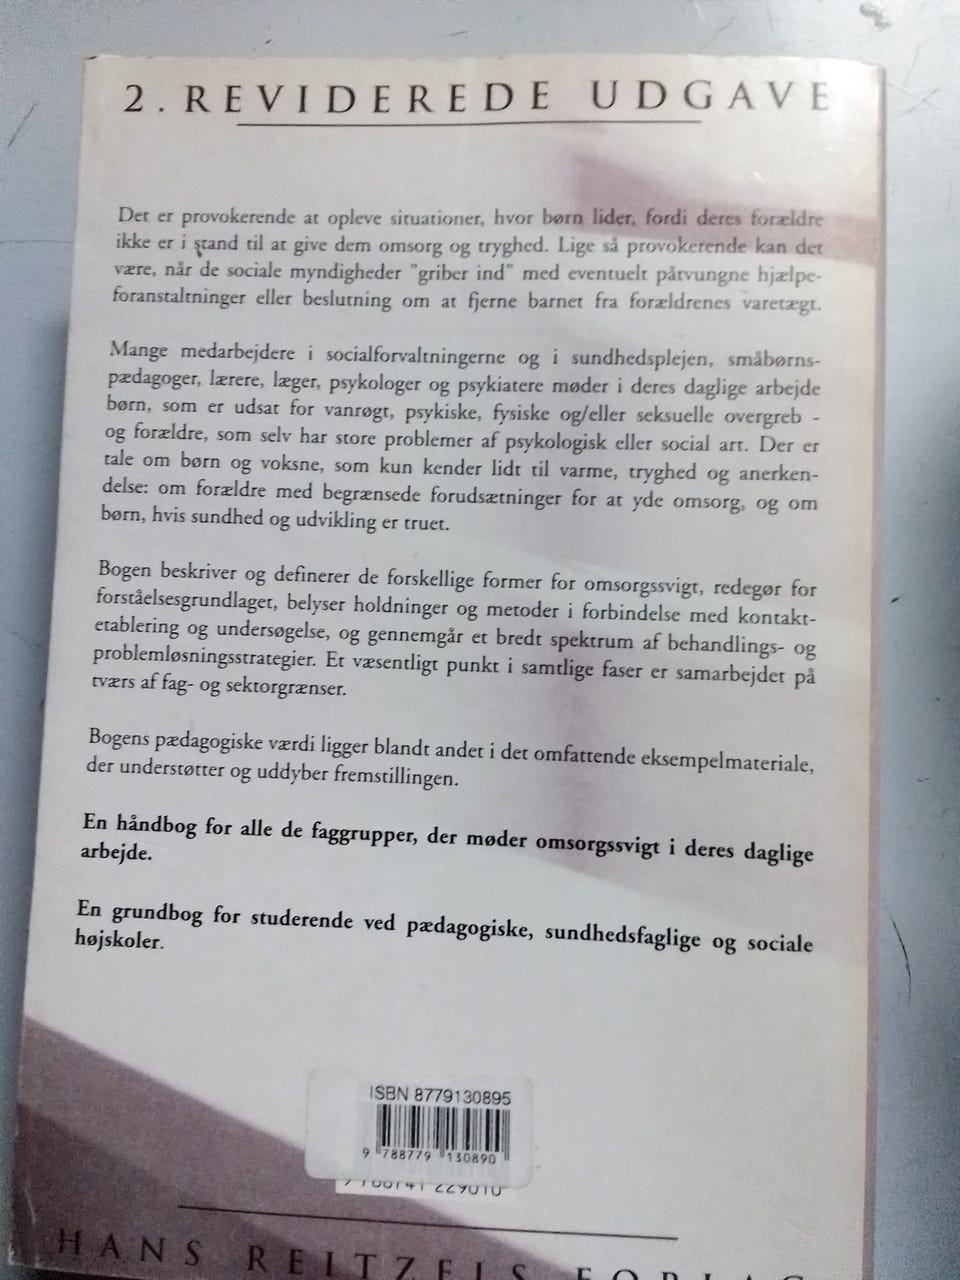 2. REVIDEREDE UDGAVE
Det er provokerende at opleve situationer, hvor børn lider, fordi deres forældre
ikke er i stand til at give dem omsorg og tryghed. Lige så provokerende kan det
være, når de sociale myndigheder "griber ind" med eventuelt påtvungne hjælpe-
foranstaltninger eller beslutning om at fjerne barnet fra forældrenes varetægt.
Mange medarbejdere i socialforvaltningerne og i sundhedsplejen, småbørns-
pædagoger, lærere, læger, psykologer og psykiatere møder i deres daglige arbejde
børn, som er udsat for vanrøgt, psykiske, fysiske og/eller seksuelle overgreb -
og forældre, som selv har store problemer af psykologisk eller social art. Der er
tale om børn og voksne, som kun kender lidt til varme, tryghed og anerken-
delse: om forældre med begrænsede forudsætninger for at yde omsorg, og om
børn, hvis sundhed og udvikling er truet.
Bogen beskriver og definerer de forskellige former for omsorgssvigt, redegør for
forståelsesgrundlaget, belyser holdninger og metoder i forbindelse med kontakt-
etablering og undersøgelse, og gennemgår et bredt spektrum af behandlings- og
problemløsningsstrategier. Et væsentligt punkt i samtlige faser er samarbejdet på
tværs af fag- og sektorgrænser.
Bogens pædagogiske værdi ligger blandt andet i det omfattende eksempelmateriale,
der understøtter og uddyber fremstillingen.
En håndbog for alle de faggrupper, der møder omsorgssvigt i deres daglige
arbejde.
En grundbog for studerende ved pædagogiske, sundhedsfaglige og sociale
højskoler.
ISBN 8779130895
9 788779 130890
HANS REITZELS